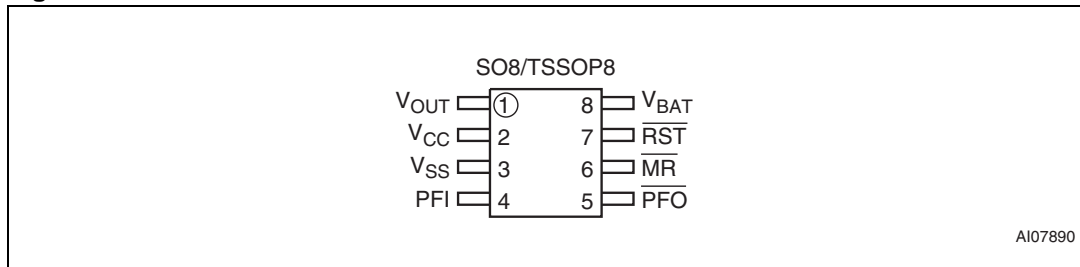 SO8/TSSOP8
VOUT 1 8 VBAT
VCC 2 7 RST
VSS 3 6 MR
PFI 4 5 PFO
AI07890